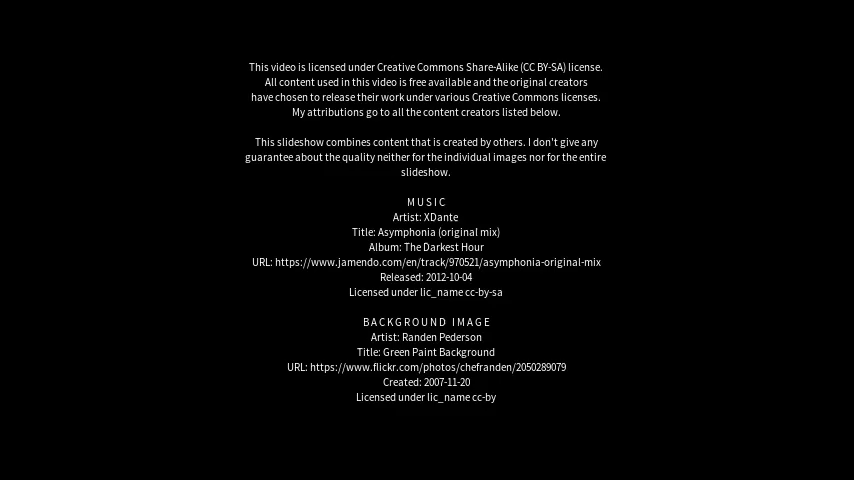 This video is licensed under Creative Commons Share-Alike (CC BY-SA) license.
All content used in this video is free available and the original creators
have chosen to release their work under various Creative Commons licenses.
My attributions go to all the content creators listed below.
This slideshow combines content that is created by others. I don't give any
guarantee about the quality neither for the individual images nor for the entire
slideshow.
MUSIC
Artist: XDante
Title: Asymphonia (original mix)
Album: The Darkest Hour
URL: https://www.jamendo.com/en/track/970521/asymphonia-original-mix
Released: 2012-10-04
Licensed under lic_name cc-by-sa
BACKGROUND IMAGE
Artist: Randen Pederson
Title: Green Paint Background
URL: https://www.flickr.com/photos/chefranden/2050289079
Created: 2007-11-20
Licensed under lic_name cc-by